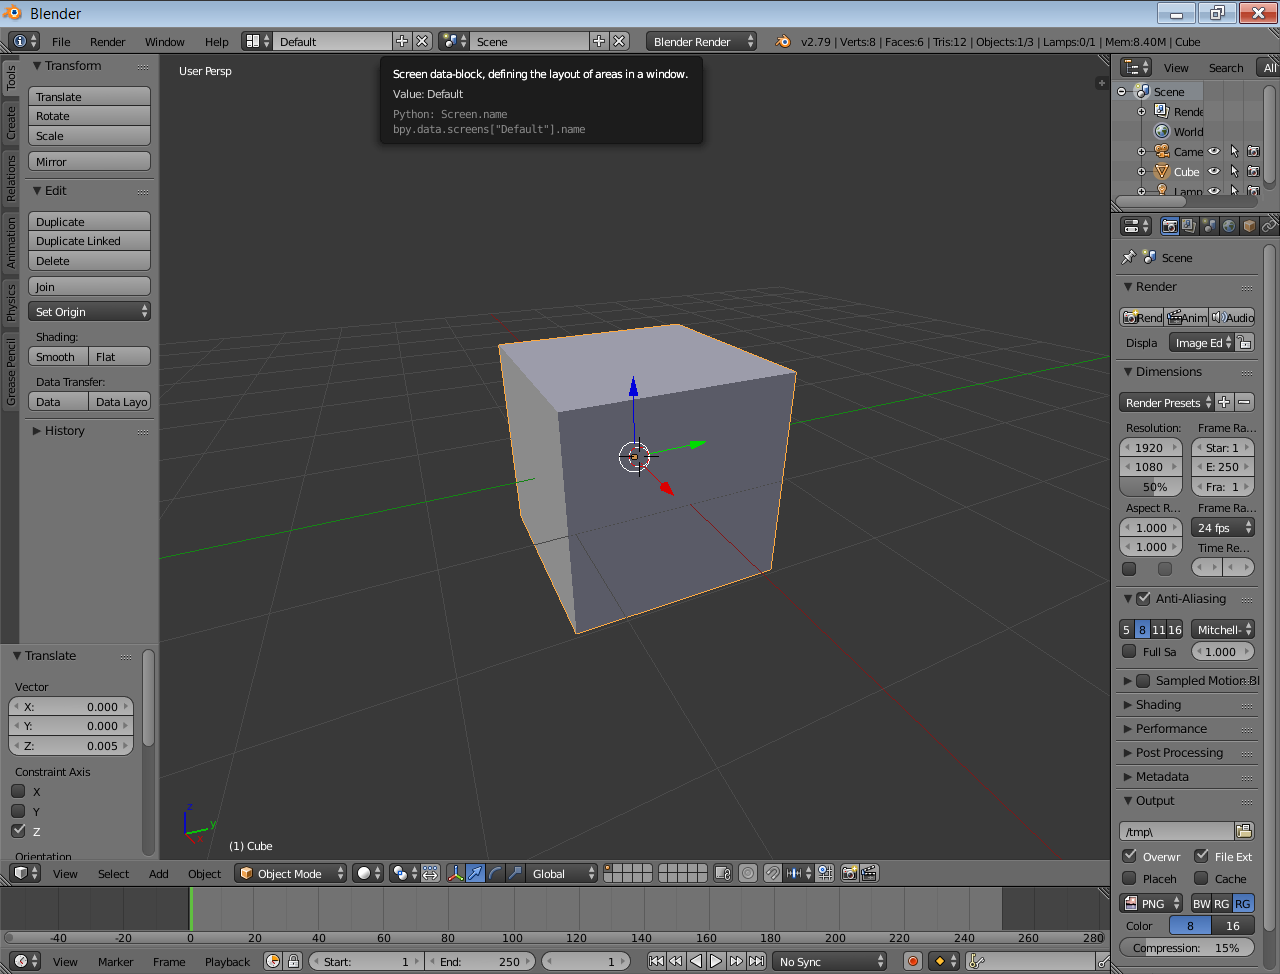 Blender
File Render Window Help Default Scene Blender Render v2.79 | Verts:8 | Faces:6 | Tris:12 | Objects:1/3 | Lamps:0/1 | Mem:8.40M | Cube
Tools
Create
Relations
Animation
Physics
Grease Pencil
Transform
Translate
Rotate
Scale
Mirror
Edit
Duplicate
Duplicate Linked
Delete
Join
Set Origin
Shading:
Smooth Flat
Data Transfer:
Data Data Layo
History
Translate
Vector
X: 0.000
Y: 0.000
Z: 0.005
Constraint Axis
X
Y
Z
Orientation
User Persp
Screen data-block, defining the layout of areas in a window.
Value: Default
Python: Screen.name
bpy.data.screens["Default"].name
z
y
(1) Cube
View Select Add Object Object Mode Global
-40 -20 0 20 40 60 80 100 120 140 160 180 200 220 240 260 280
View Marker Frame Playback Start: 1 End: 250 1 No Sync
View Search All
Scene
Rende
World
Came
Cube
Lamp
Scene
Render
Rend Anim Audio
Displa Image Ed
Dimensions
Render Presets
Resolution: Frame Ra...
1920 Star: 1
1080 E: 250
50% Fra: 1
Aspect R... Frame Ra...
1.000 24 fps
1.000 Time Re...
Anti-Aliasing
5 8 11 16 Mitchell-
Full Sa 1.000
Sampled Motion Bl
Shading
Performance
Post Processing
Metadata
Output
/tmp\
Overwr File Ext
Placeh Cache
PNG BW RG RG
Color 8 16
Compression: 15%